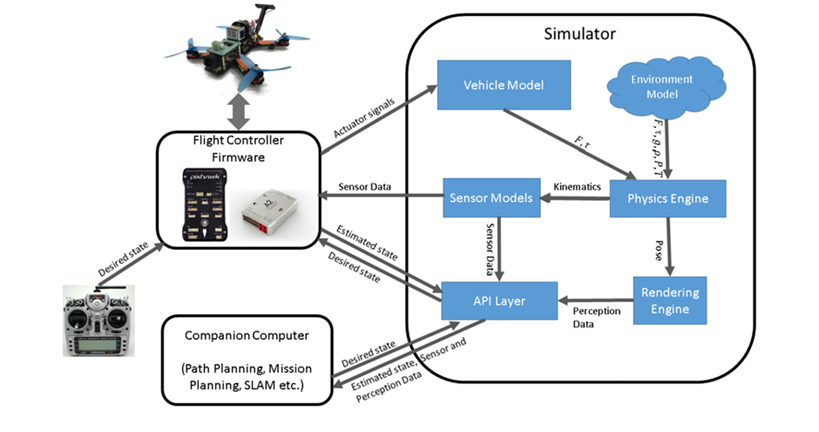 Simulator
Vehicle Model
Environment
Model
Actuator signals
F,τ
F, τ, g, ρ, P, T
Flight Controller
Firmware
pixhawk
Sensor Data
Sensor Models
Kinematics
Physics Engine
Estimated state
Desired state
Sensor Data
Pose
Desired state
API Layer
Perception
Data
Rendering
Engine
Companion Computer
(Path Planning, Mission
Planning, SLAM etc.)
Desired state
Estimated state, Sensor and
Perception Data